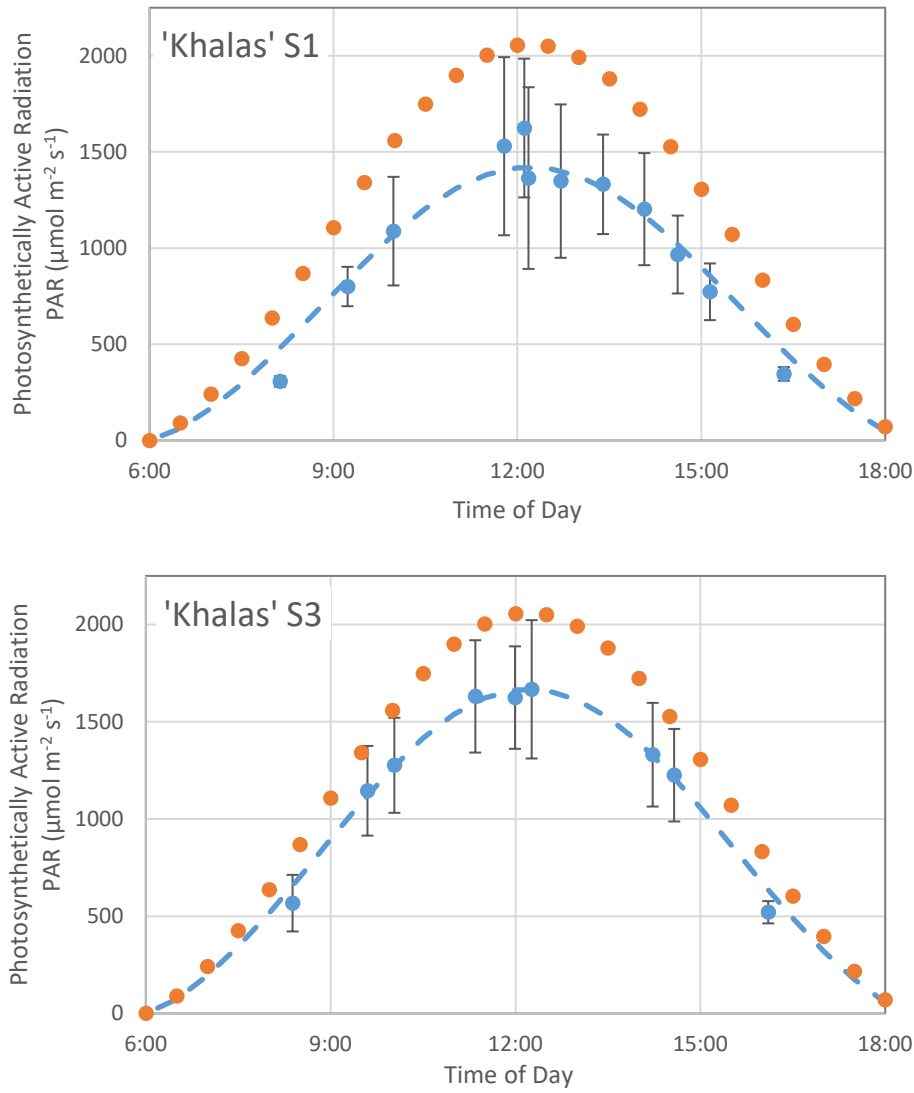 'Khalas' S1
Photosynthetically Active Radiation
PAR (µmol m⁻² s⁻¹)
2000
1500
1000
500
0
6:00 9:00 12:00 15:00 18:00
Time of Day
'Khalas' S3
Photosynthetically Active Radiation
PAR (µmol m⁻² s⁻¹)
2000
1500
1000
500
0
6:00 9:00 12:00 15:00 18:00
Time of Day